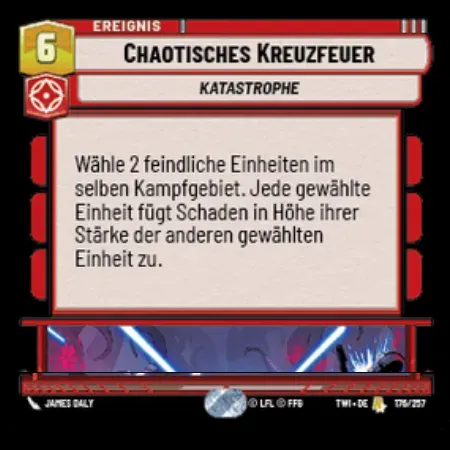 EREIGNIS
6
CHAOTISCHES KREUZFEUER
KATASTROPHE
Wähle 2 feindliche Einheiten im
selben Kampfgebiet. Jede gewählte
Einheit fügt Schaden in Höhe ihrer
Stärke der anderen gewählten
Einheit zu.
JAMES DALY © LFL © FFG TWI • DE 176/257